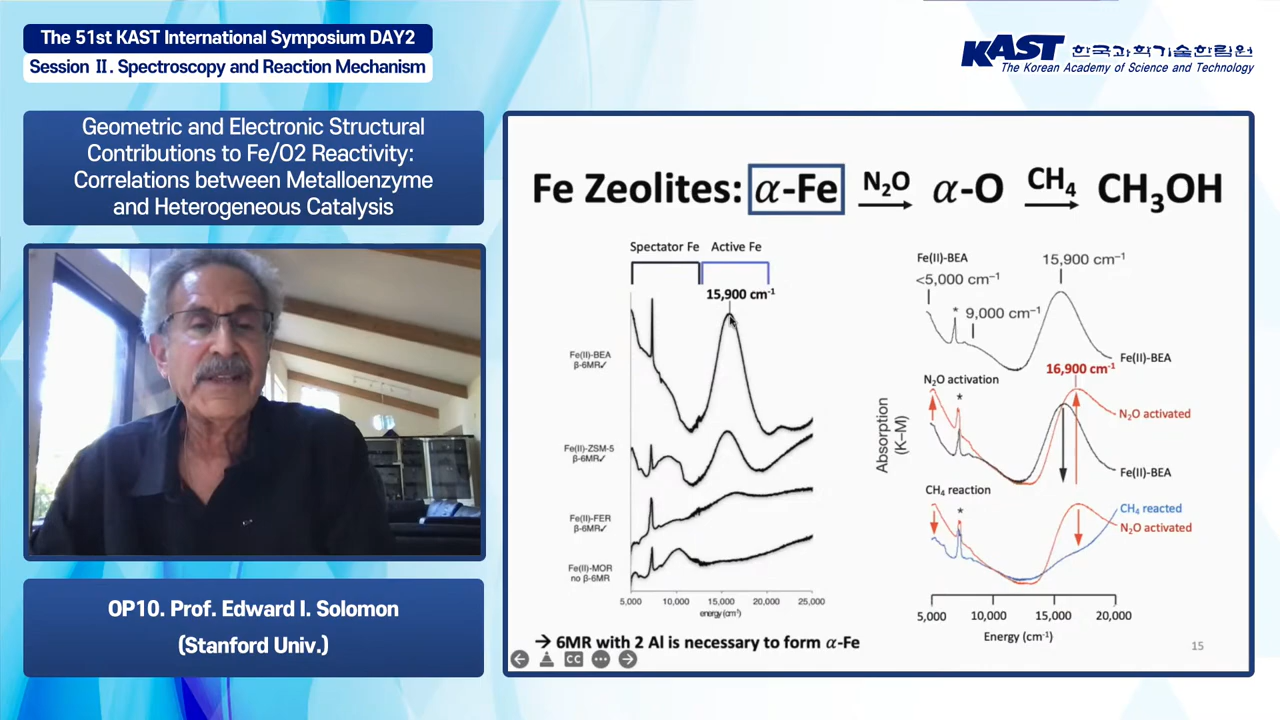 The 51st KAST International Symposium DAY2
Session Ⅱ. Spectroscopy and Reaction Mechanism
KAST 한국과학기술한림원
The Korean Academy of Science and Technology
Geometric and Electronic Structural
Contributions to Fe/O2 Reactivity:
Correlations between Metalloenzyme
and Heterogeneous Catalysis
OP10. Prof. Edward I. Solomon
(Stanford Univ.)
Fe Zeolites: α-Fe N₂O α-O CH₄ CH₃OH
Spectator Fe Active Fe
15,900 cm⁻¹
Fe(II)-BEA
β-6MR✓
Fe(II)-ZSM-5
β-6MR✓
Fe(II)-FER
β-6MR✓
Fe(II)-MOR
no β-6MR
5,000 10,000 15,000 20,000 25,000
energy (cm⁻¹)
→ 6MR with 2 Al is necessary to form α-Fe
CC
Fe(II)-BEA
<5,000 cm⁻¹
* 9,000 cm⁻¹
15,900 cm⁻¹
Fe(II)-BEA
N₂O activation
16,900 cm⁻¹
*
N₂O activated
Fe(II)-BEA
Absorption
(K–M)
CH₄ reaction
*
CH₄ reacted
N₂O activated
5,000 10,000 15,000 20,000
Energy (cm⁻¹)
15